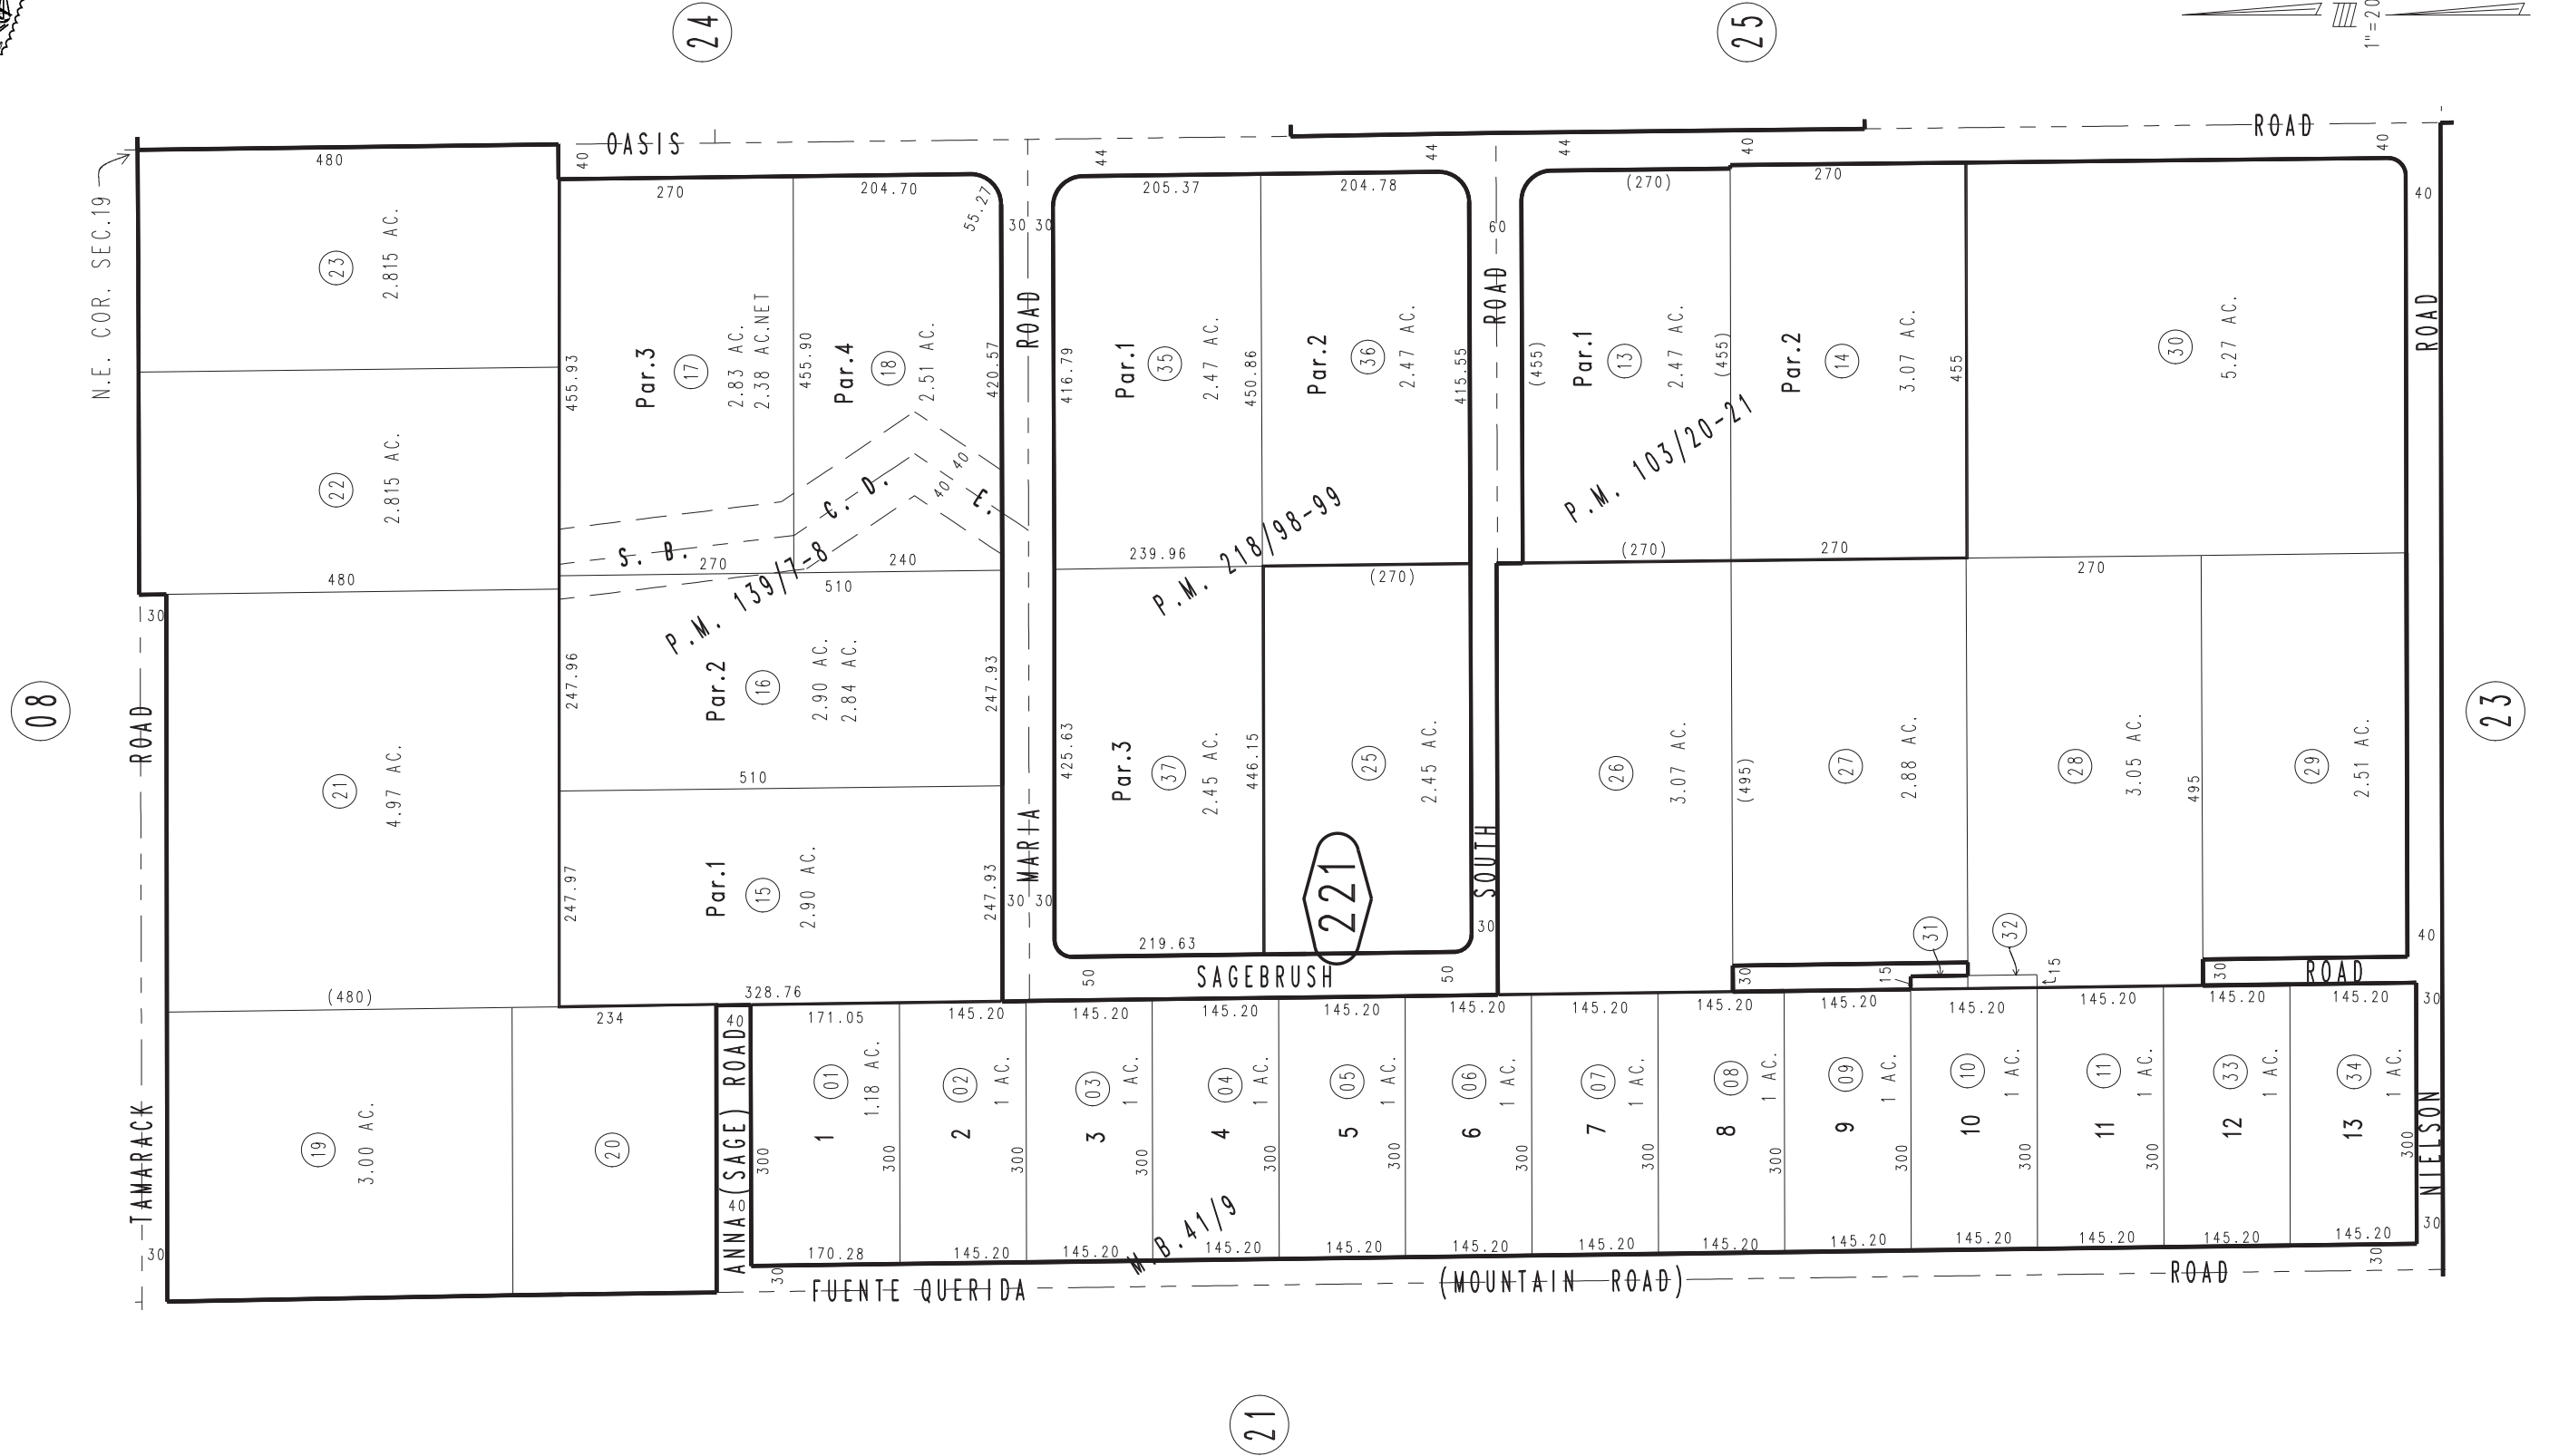 24
25
1"=20
N.E. COR. SEC.19
OASIS
ROAD
480
40
44
44
44
40
40
270
204.70
55.27
205.37
204.78
(270)
270
30 30
60
40
23
2.815 AC.
455.93
Par.3
17
2.83 AC.
2.38 AC.NET
455.90
Par.4
18
2.51 AC.
420.57
ROAD
416.79
Par.1
35
2.47 AC.
450.86
Par.2
36
2.47 AC.
415.55
ROAD
(455)
Par.1
13
2.47 AC.
(455)
Par.2
14
3.07 AC.
455
30
5.27 AC.
ROAD
22
2.815 AC.
S. B. C. D. E.
40
40
P.M. 139/7-8
P.M. 218/98-99
P.M. 103/20-21
480
270
240
510
239.96
(270)
(270)
270
270
30
08
ROAD
21
4.97 AC.
247.96
Par.2
16
2.90 AC.
2.84 AC.
247.93
425.63
Par.3
37
2.45 AC.
446.15
25
2.45 AC.
26
3.07 AC.
(495)
27
2.88 AC.
28
3.05 AC.
495
29
2.51 AC.
23
510
247.97
Par.1
15
2.90 AC.
247.93
MARIA
30 30
221
SOUTH
30
31
32
40
219.63
50
SAGEBRUSH
50
30
15
15
30
ROAD
(480)
328.76
234
40
171.05
145.20
145.20
145.20
145.20
145.20
145.20
145.20
145.20
145.20
145.20
145.20
145.20
30
TAMARACK
19
3.00 AC.
20
ANNA (SAGE) ROAD
01
1.18 AC.
02
1 AC.
03
1 AC.
04
1 AC.
05
1 AC.
06
1 AC.
07
1 AC.
08
1 AC.
09
1 AC.
10
1 AC.
11
1 AC.
33
1 AC.
34
1 AC.
1
2
3
4
5
6
7
8
9
10
11
12
13
300
300
300
300
300
300
300
300
300
300
300
300
300
NIELSON
40
M.B.41/9
30
170.28
145.20
145.20
145.20
145.20
145.20
145.20
145.20
145.20
145.20
145.20
145.20
145.20
30
30
FUENTE QUERIDA
(MOUNTAIN ROAD)
ROAD
30
21